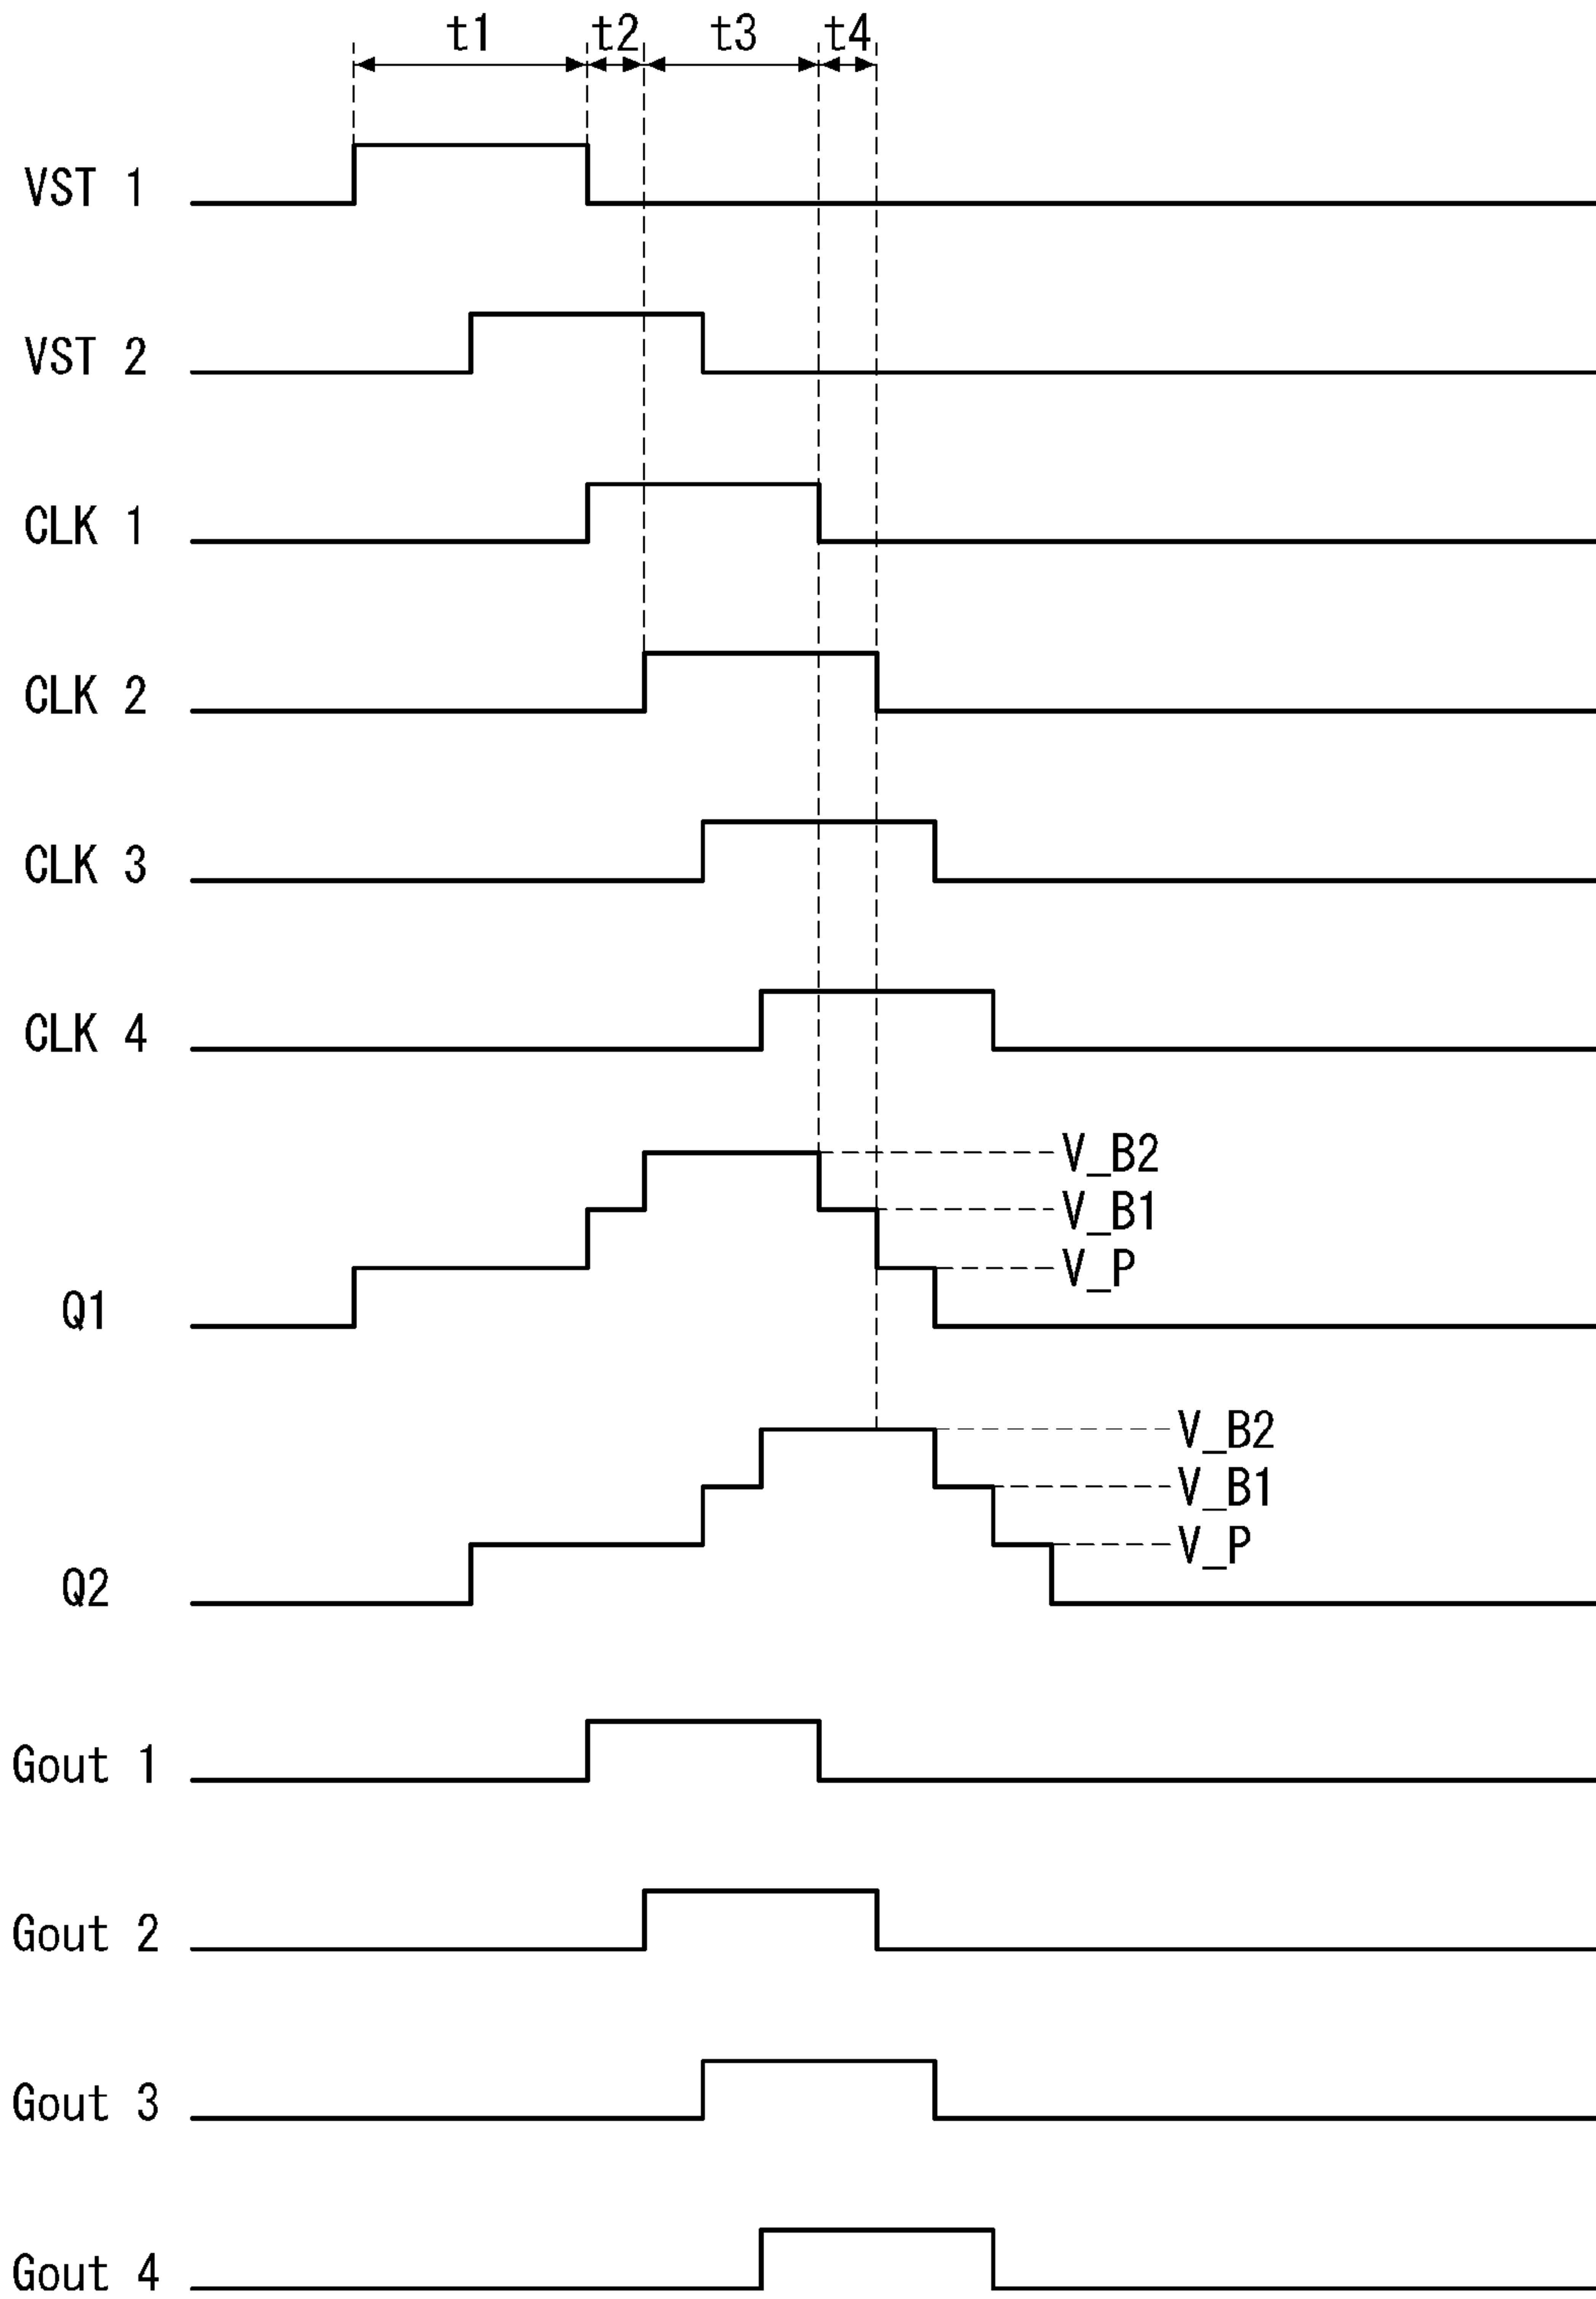 t1 t2 t3 t4
VST 1
VST 2
CLK 1
CLK 2
CLK 3
CLK 4
V_B2
V_B1
V_P
Q1
V_B2
V_B1
V_P
Q2
Gout 1
Gout 2
Gout 3
Gout 4